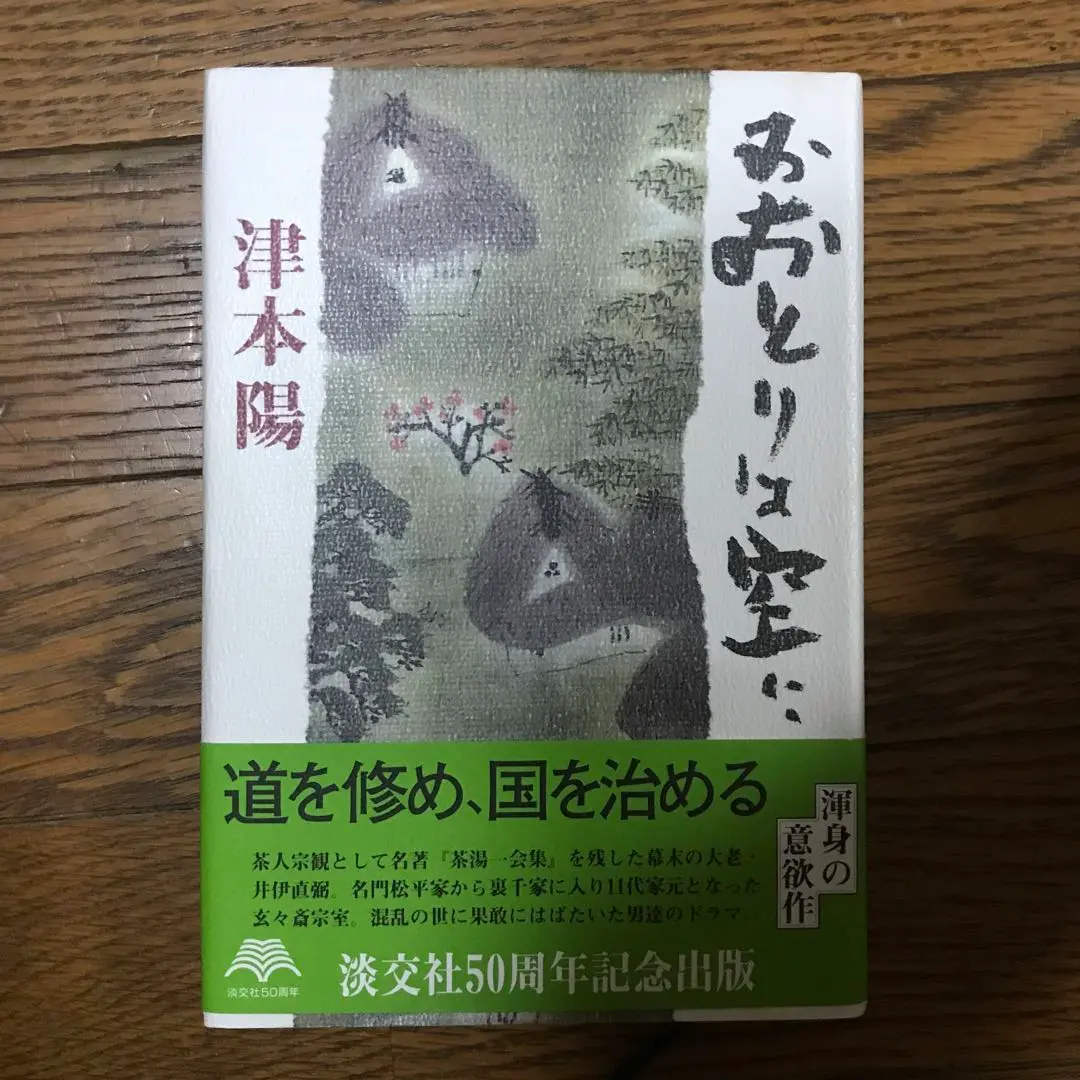 おおとりは空に
津本陽
道を修め、国を治める
渾身の
意欲作
茶人宗観として名著『茶湯一会集』を残した幕末の大老・
井伊直弼。名門松平家から裏千家に入り11代家元となった
玄々斎宗室。混乱の世に果敢にはばたいた男達のドラマ。
淡交社50周年
淡交社50周年記念出版